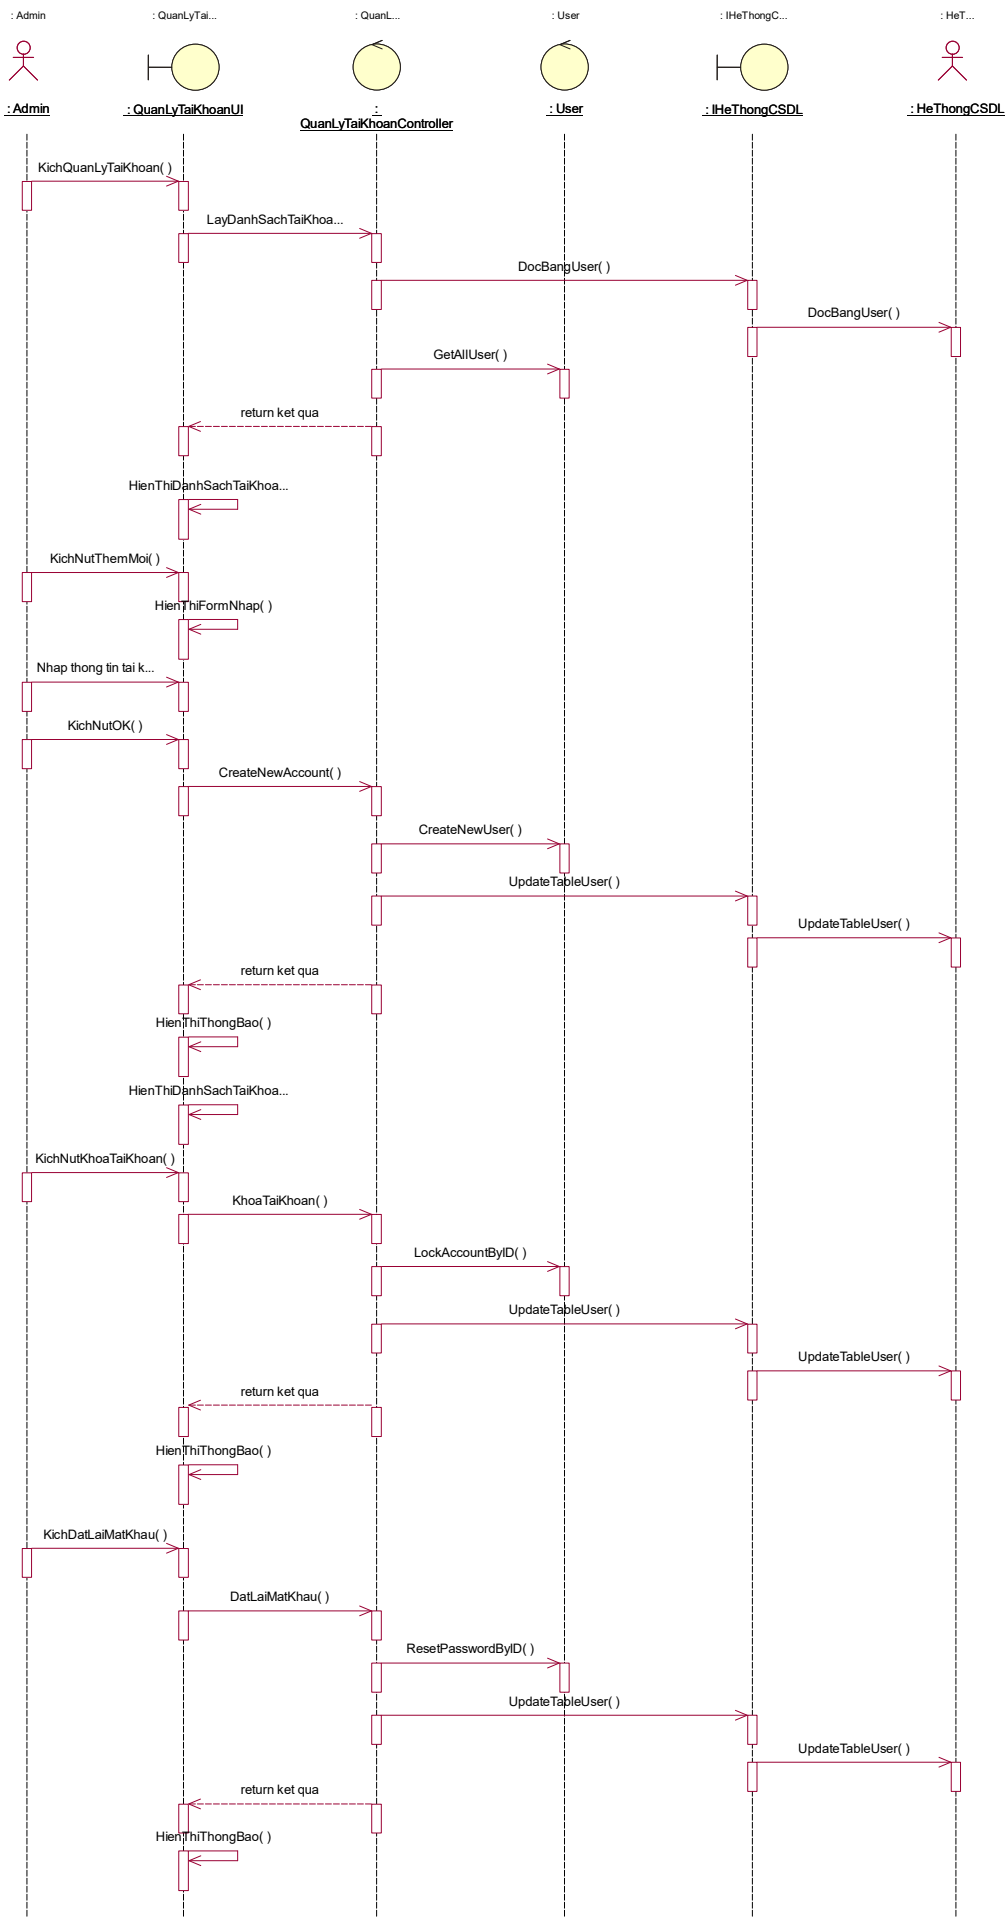 : Admin
: QuanLyTai...
: QuanL...
: User
: IHeThongC...
: HeT...
: Admin
: QuanLyTaiKhoanUI
:
QuanLyTaiKhoanController
: User
: IHeThongCSDL
: HeThongCSDL
KichQuanLyTaiKhoan( )
LayDanhSachTaiKhoa...
DocBangUser( )
DocBangUser( )
GetAllUser( )
return ket qua
HienThiDanhSachTaiKhoa...
KichNutThemMoi( )
HienThiFormNhap( )
Nhap thong tin tai k...
KichNutOK( )
CreateNewAccount( )
CreateNewUser( )
UpdateTableUser( )
UpdateTableUser( )
return ket qua
HienThiThongBao( )
HienThiDanhSachTaiKhoa...
KichNutKhoaTaiKhoan( )
KhoaTaiKhoan( )
LockAccountByID( )
UpdateTableUser( )
UpdateTableUser( )
return ket qua
HienThiThongBao( )
KichDatLaiMatKhau( )
DatLaiMatKhau( )
ResetPasswordByID( )
UpdateTableUser( )
UpdateTableUser( )
return ket qua
HienThiThongBao( )